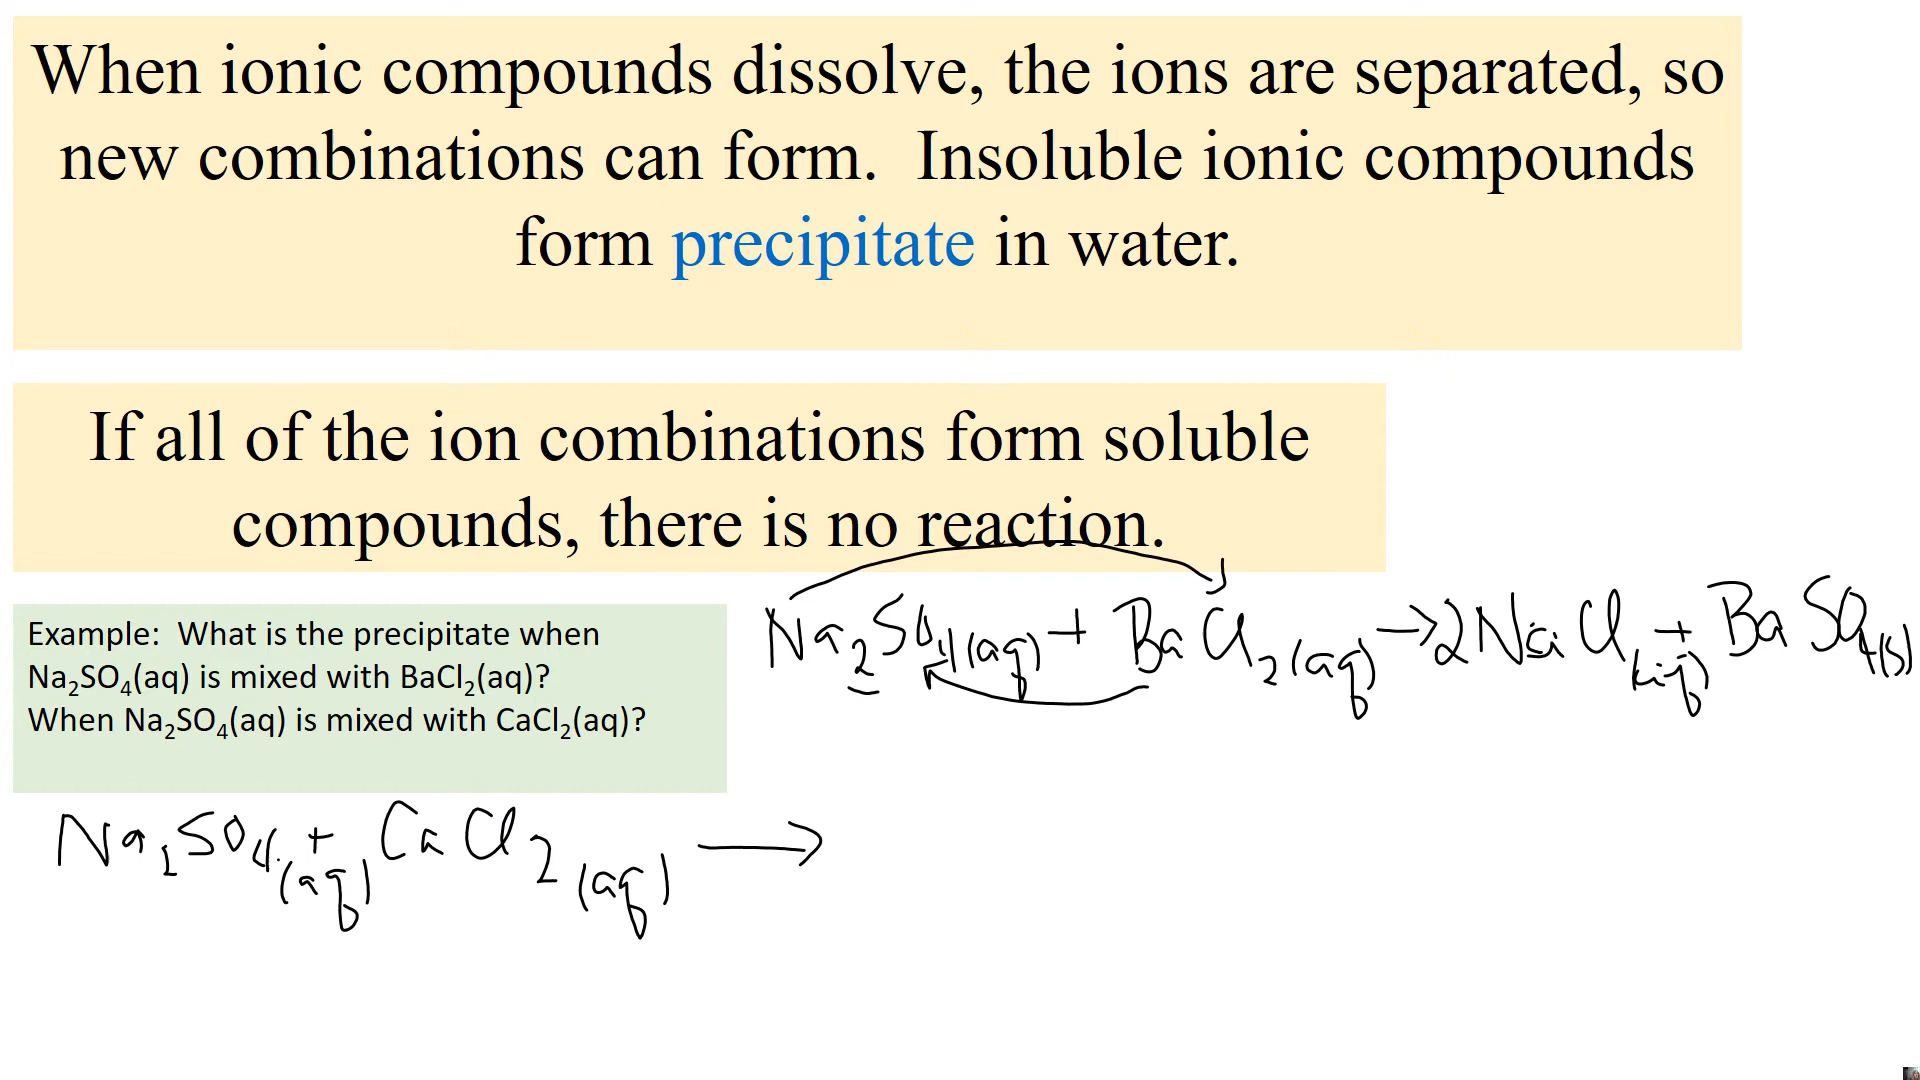 When ionic compounds dissolve, the ions are separated, so
new combinations can form. Insoluble ionic compounds
form precipitate in water.
If all of the ion combinations form soluble
compounds, there is no reaction.
Example: What is the precipitate when
Na₂SO₄(aq) is mixed with BaCl₂(aq)?
When Na₂SO₄(aq) is mixed with CaCl₂(aq)?
Na₂SO₄(aq) + BaCl₂(aq) → 2NaCl(aq) + BaSO₄(s)
Na₂SO₄(aq) + CaCl₂(aq) →